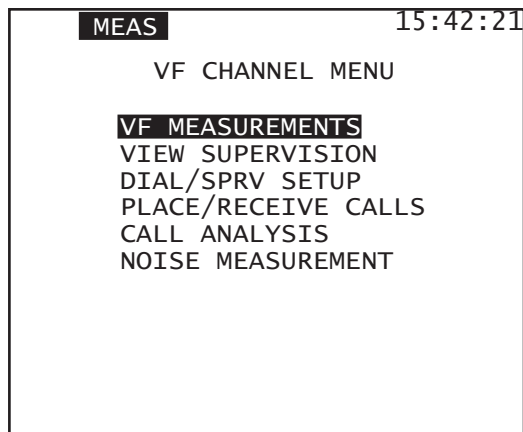 MEAS 15:42:21
VF CHANNEL MENU
VF MEASUREMENTS
VIEW SUPERVISION
DIAL/SPRV SETUP
PLACE/RECEIVE CALLS
CALL ANALYSIS
NOISE MEASUREMENT